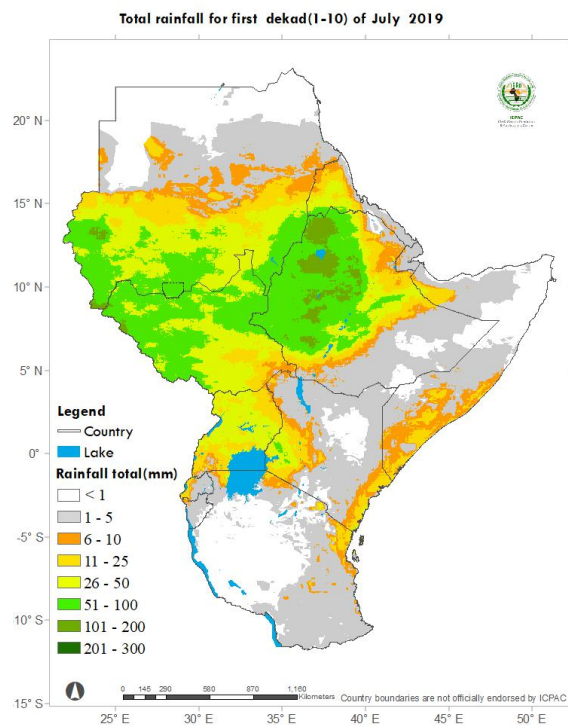 Total rainfall for first dekad(1-10) of July 2019
20° N
15° N
10° N
5° N
0°
-5° S
10° S
15° S
ICPAC
Legend
Country
Lake
Rainfall total(mm)
< 1
1 - 5
6 - 10
11 - 25
26 - 50
51 - 100
101 - 200
201 - 300
0 145 290 580 870 1,160
Kilometers
Country boundaries are not officially endorsed by ICPAC
25° E 30° E 35° E 40° E 45° E 50° E